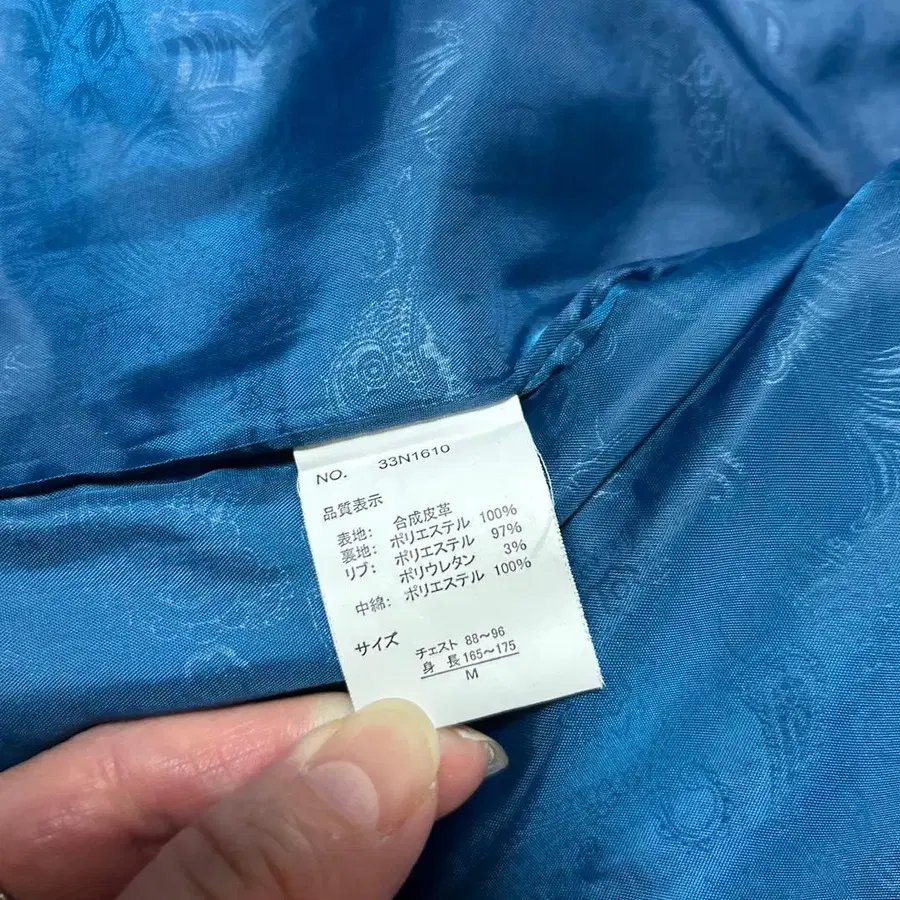 NO. 33N1610
品質表示
表地: 合成皮革
裏地: ポリエステル 100%
リブ: ポリエステル 97%
ポリウレタン 3%
中綿: ポリエステル 100%
サイズ
チェスト 88〜96
身 長 165〜175
M